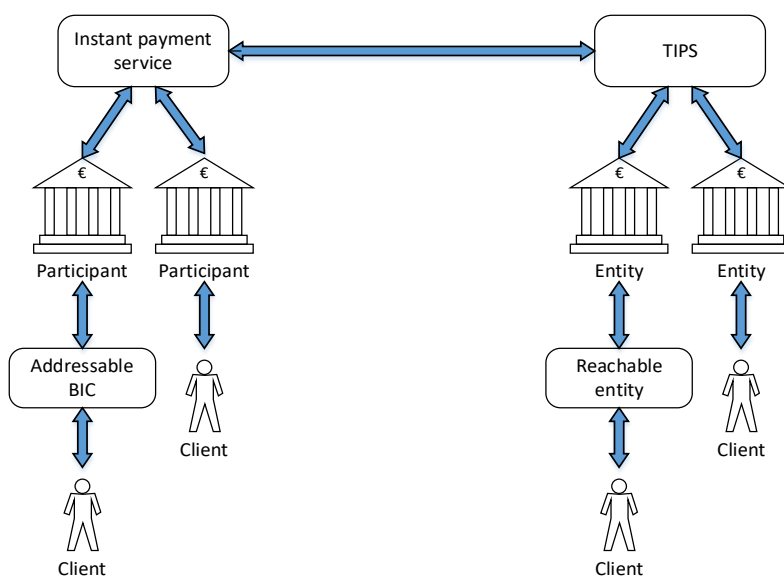 Instant payment
service
TIPS
€
€
€
€
Participant
Participant
Entity
Entity
Addressable
BIC
Reachable
entity
Client
Client
Client
Client